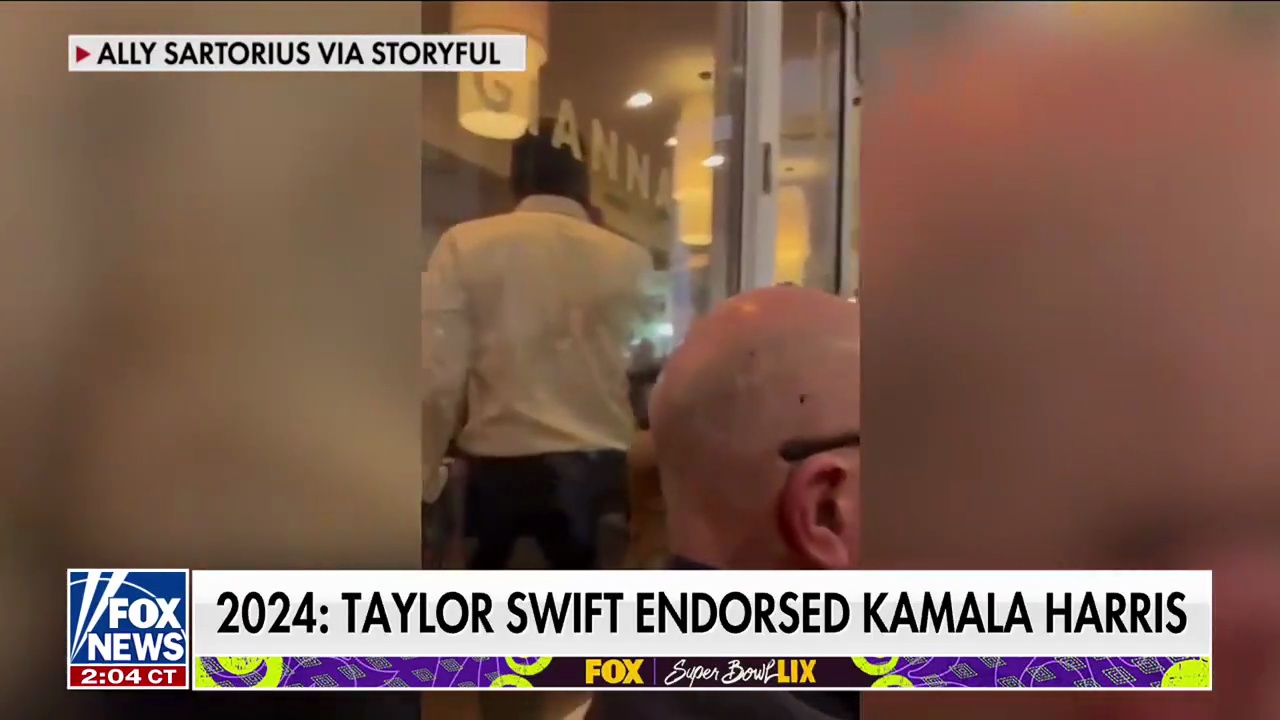 ALLY SARTORIUS VIA STORYFUL
GIANNA
FOX
NEWS
2:04 CT
2024: TAYLOR SWIFT ENDORSED KAMALA HARRIS
FOX Super Bowl LIX